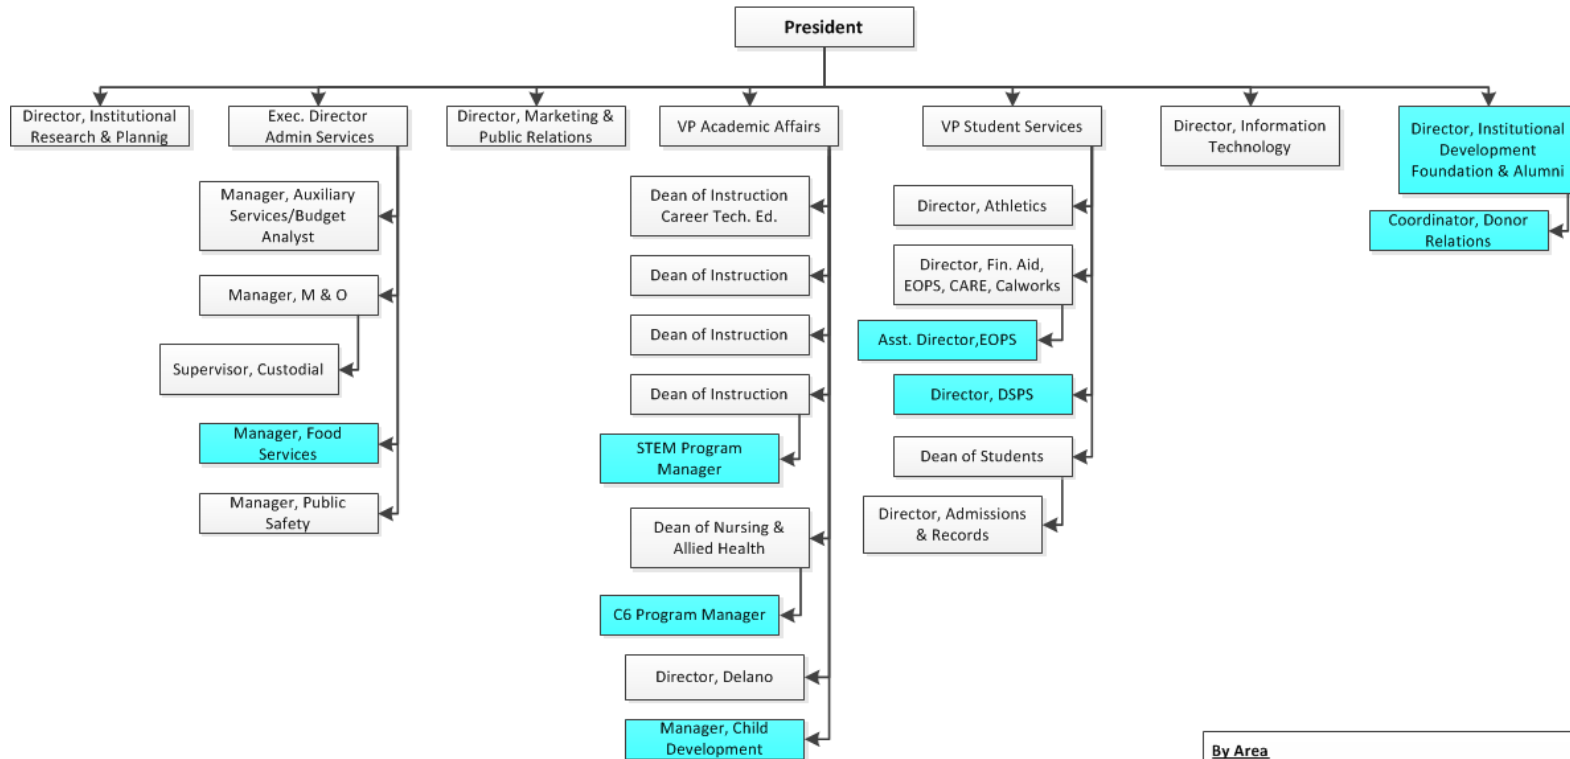 President
Director, Institutional
Research & Plannig
Exec. Director
Admin Services
Director, Marketing &
Public Relations
VP Academic Affairs
VP Student Services
Director, Information
Technology
Director, Institutional
Development
Foundation & Alumni
Manager, Auxiliary
Services/Budget
Analyst
Manager, M & O
Supervisor, Custodial
Manager, Food
Services
Manager, Public
Safety
Dean of Instruction
Career Tech. Ed.
Dean of Instruction
Dean of Instruction
Dean of Instruction
STEM Program
Manager
Dean of Nursing &
Allied Health
C6 Program Manager
Director, Delano
Manager, Child
Development
Director, Athletics
Director, Fin. Aid,
EOPS, CARE, Calworks
Asst. Director,EOPS
Director, DSPS
Dean of Students
Director, Admissions
& Records
Coordinator, Donor
Relations
By Area